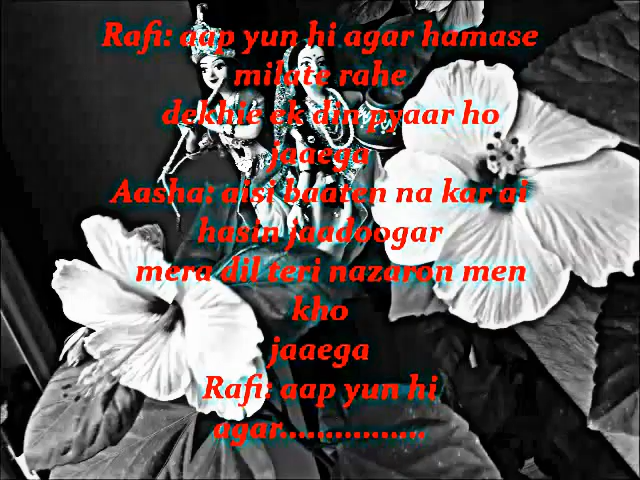 Rafi: aap yun hi agar hamase
milate rahe
dekhie ek din pyaar ho
jaaega
Aasha: aisi baaten na kar ai
hasin jaadoogar
mera dil teri nazaron men
kho
jaaega
Rafi: aap yun hi
agar................